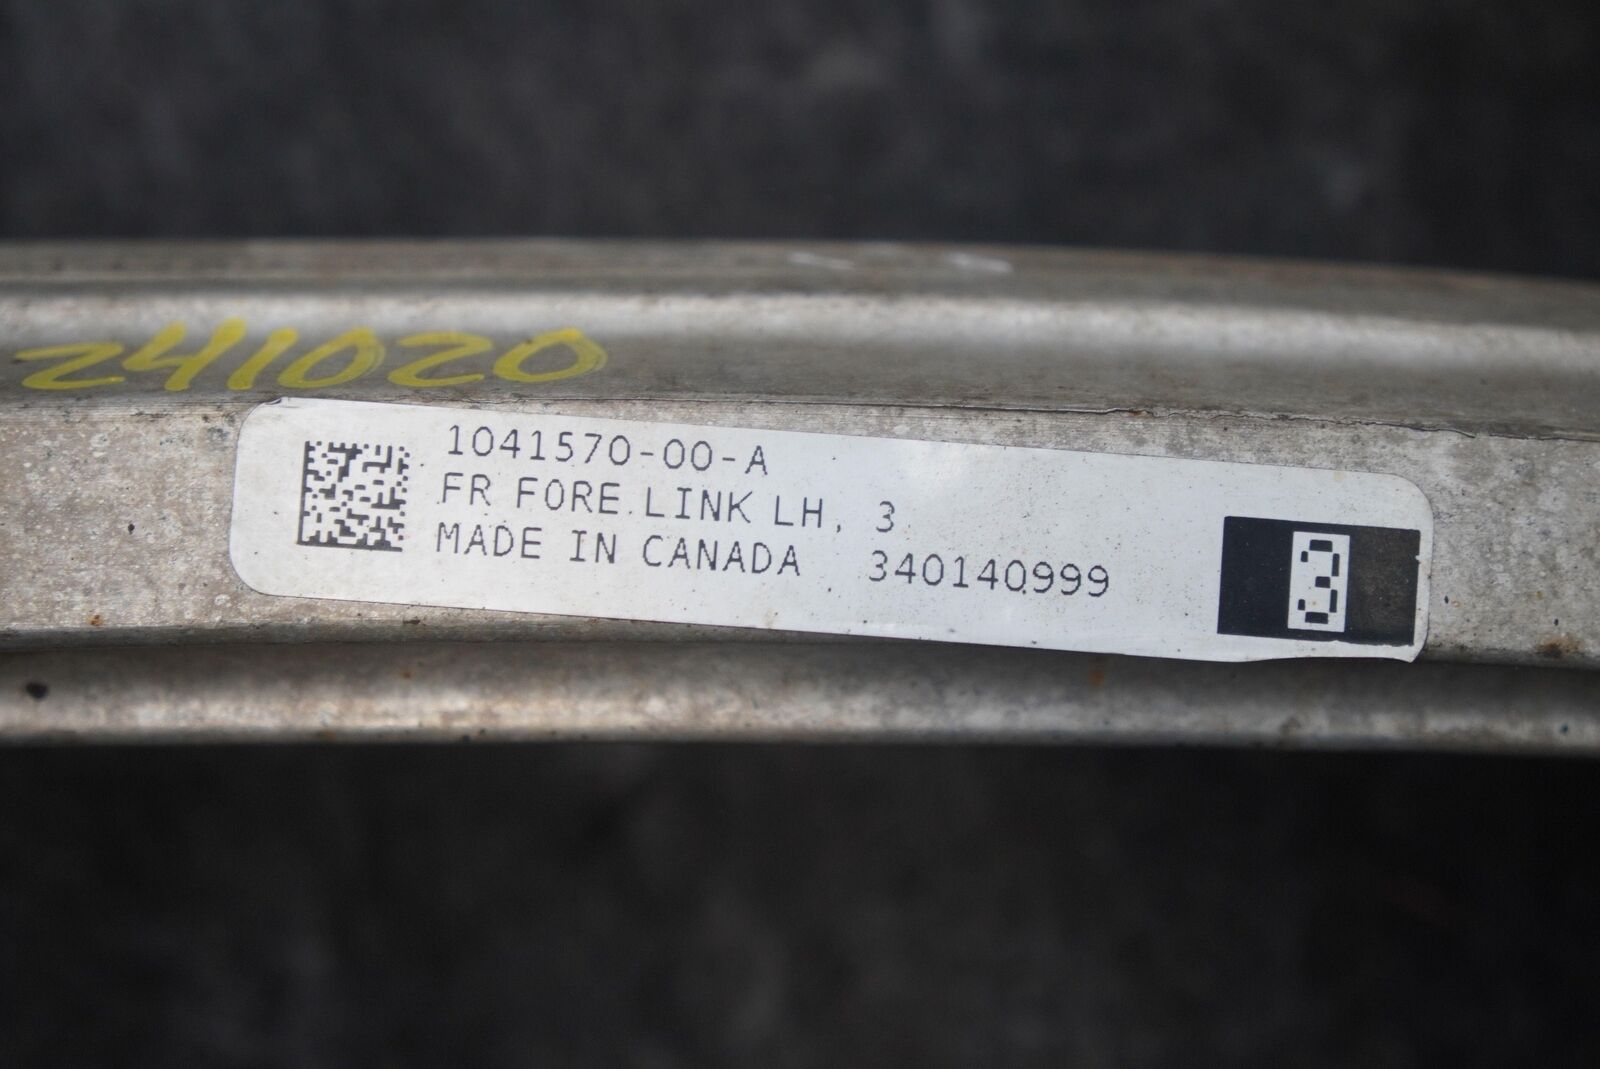 241020
1041570-00-A
FR FORE LINK LH, 3
MADE IN CANADA 340140999
3